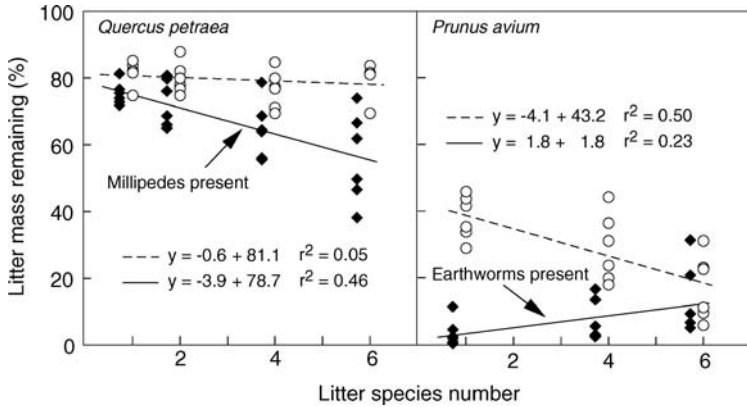 Quercus petraea
Prunus avium
Litter mass remaining (%)
100
80
60
40
20
0
Millipedes present
y = -0.6 + 81.1 r² = 0.05
y = -3.9 + 78.7 r² = 0.46
y = -4.1 + 43.2 r² = 0.50
y = 1.8 + 1.8 r² = 0.23
Earthworms present
2 4 6 2 4 6
Litter species number